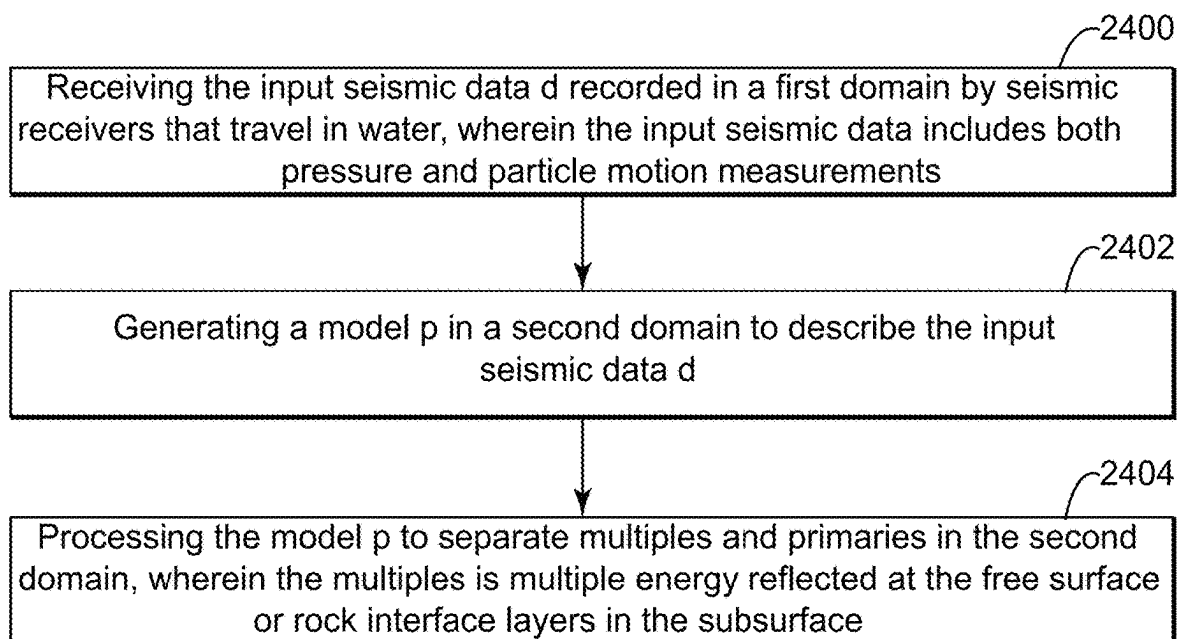 2400
Receiving the input seismic data d recorded in a first domain by seismic
receivers that travel in water, wherein the input seismic data includes both
pressure and particle motion measurements
2402
Generating a model p in a second domain to describe the input
seismic data d
2404
Processing the model p to separate multiples and primaries in the second
domain, wherein the multiples is multiple energy reflected at the free surface
or rock interface layers in the subsurface